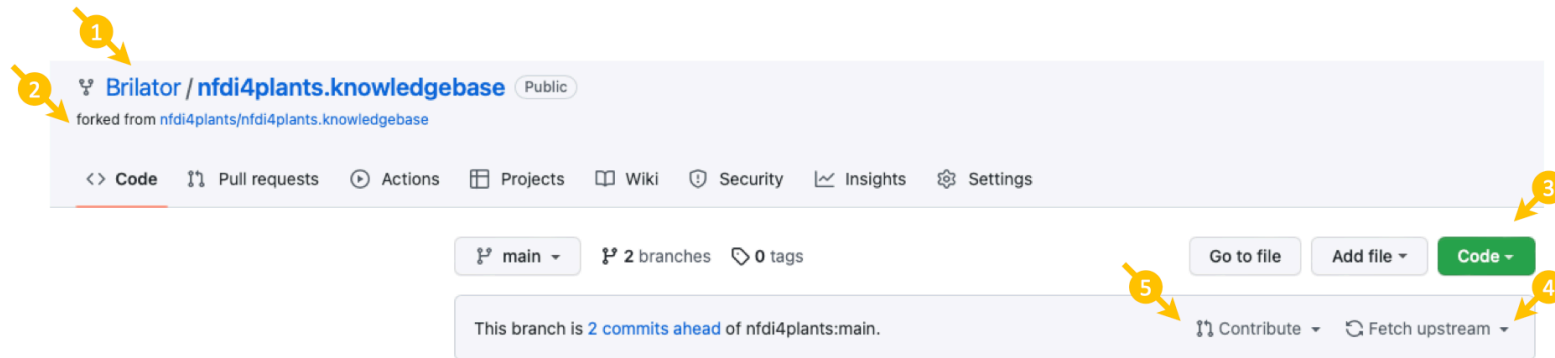 1
Brilator / nfdi4plants.knowledgebase Public
2
forked from nfdi4plants/nfdi4plants.knowledgebase
<> Code Pull requests Actions Projects Wiki Security Insights Settings
3
main 2 branches 0 tags Go to file Add file Code
5 4
This branch is 2 commits ahead of nfdi4plants:main. Contribute Fetch upstream